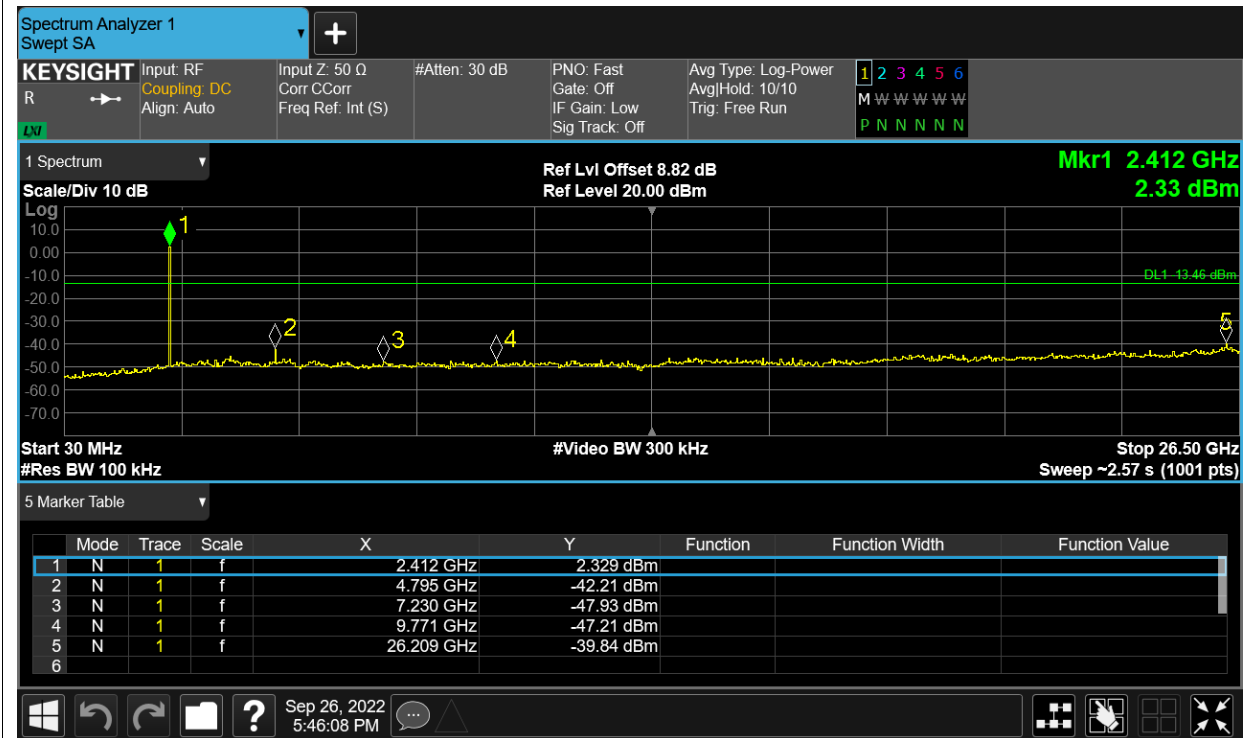 Spectrum Analyzer 1
Swept SA
+
KEYSIGHT Input: RF Input Z: 50 Ω #Atten: 30 dB PNO: Fast Avg Type: Log-Power 1 2 3 4 5 6
R Coupling: DC Corr CCorr Gate: Off Avg|Hold: 10/10 M W W W W W
Align: Auto Freq Ref: Int (S) IF Gain: Low Trig: Free Run
LXI Sig Track: Off P N N N N N
1 Spectrum Ref Lvl Offset 8.82 dB Mkr1 2.412 GHz
Scale/Div 10 dB Ref Level 20.00 dBm 2.33 dBm
Log
10.0
0.00
-10.0
-20.0
-30.0
-40.0
-50.0
-60.0
-70.0
1
DL1 -13.46 dBm
2
3
4
5
Start 30 MHz #Video BW 300 kHz Stop 26.50 GHz
#Res BW 100 kHz Sweep ~2.57 s (1001 pts)
5 Marker Table
Mode Trace Scale X Y Function Function Width Function Value
1 N 1 f 2.412 GHz 2.329 dBm
2 N 1 f 4.795 GHz -42.21 dBm
3 N 1 f 7.230 GHz -47.93 dBm
4 N 1 f 9.771 GHz -47.21 dBm
5 N 1 f 26.209 GHz -39.84 dBm
6
? Sep 26, 2022
5:46:08 PM